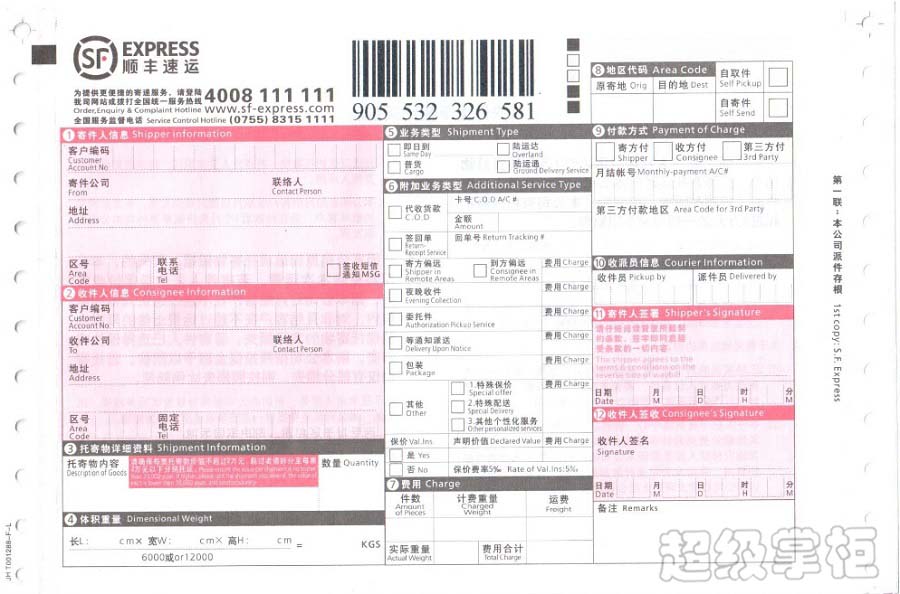 SF EXPRESS
顺丰速运
为提供更便捷的寄递服务，请登陆
我司网站或拔打全国统一服务热线 4008 111 111
Order,Enquiry & Complaint Hotline www.sf-express.com
全国服务监督电话 Service Control Hotline (0755) 8315 1111
905 532 326 581
8 地区代码 Area Code
原寄地 Orig 目的地 Dest
自取件
Self Pickup
自寄件
Self Send
1 寄件人信息 Shipper Information
客户编码
Customer
Account No
寄件公司 联络人
From Contact Person
地址
Address
区号 联系
Area 电话
Code Tel
签收短信
通知MSG
2 收件人信息 Consignee Information
客户编码
Customer
Account No
收件公司 联络人
To Contact Person
地址
Address
区号 固定
Area 电话
Code Tel
3 托寄物详细资料 Shipment Information
托寄物内容 数量 Quantity
Description of Goods
4 体积重量 Dimensional Weight
长L: cm× 宽W: cm× 高H: cm = KGS
6000或or12000
5 业务类型 Shipment Type
即日到 陆运达
Same Day Overland
普货 陆运通
Cargo Ground Delivery Service
6 附加业务类型 Additional Service Type
代收货款 卡号 C.O.D A/C #
C.O.D 金额
Amount
签回单 回单号 Return Tracking #
Return-
Receipt Service
寄方偏远 到方偏远 费用 Charge
Shipper in Consignee in
Remote Areas Remote Areas
夜晚收件 费用 Charge
Evening Collection
委托件 费用 Charge
Authorization Pickup Service
等通知派送 费用 Charge
Delivery Upon Notice
包装 费用 Charge
Package
其他
Other
1.特殊保价 费用 Charge
Special offer
2.特殊配送
Special Delivery
3.其他个性化服务
Other personalized services
保价 Val.Ins 声明价值 Declared Value 费用 Charge
是 Yes
否 No 保价费率5‰ Rate of Val.Ins:5‰
7 费用 Charge
件数 计费重量 运费
Amount Charged Freight
of Pieces Weight
实际重量 费用合计
Actual Weight Total Charge
9 付款方式 Payment of Charge
寄方付 收方付 第三方付
Shipper Consignee 3rd Party
月结帐号 Monthly-payment A/C#
第三方付款地区 Area Code for 3rd Party
10 收派员信息 Courier Information
收件员 Pickup by 派件员 Delivered by
11 寄件人签署 Shipper's Signature
The shipper agrees to the
terms & conditions on the
reverse side of waybill
日期 月 日 时 分
Date M D H M
12 收件人签收 Consignee's Signature
收件人签名
Signature
日期 月 日 时 分
Date M D H M
备注 Remarks
第一联：本公司派件存根 1st copy: S.F. Express
JHT001288-F-L
超级掌柜